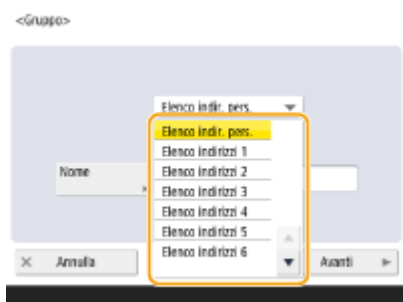 <Gruppo>
Elenco indir. pers.
Elenco indir. pers.
Elenco indirizzi 1
Elenco indirizzi 2
Nome
Elenco indirizzi 3
Elenco indirizzi 4
Elenco indirizzi 5
Elenco indirizzi 6
Annulla
Avanti